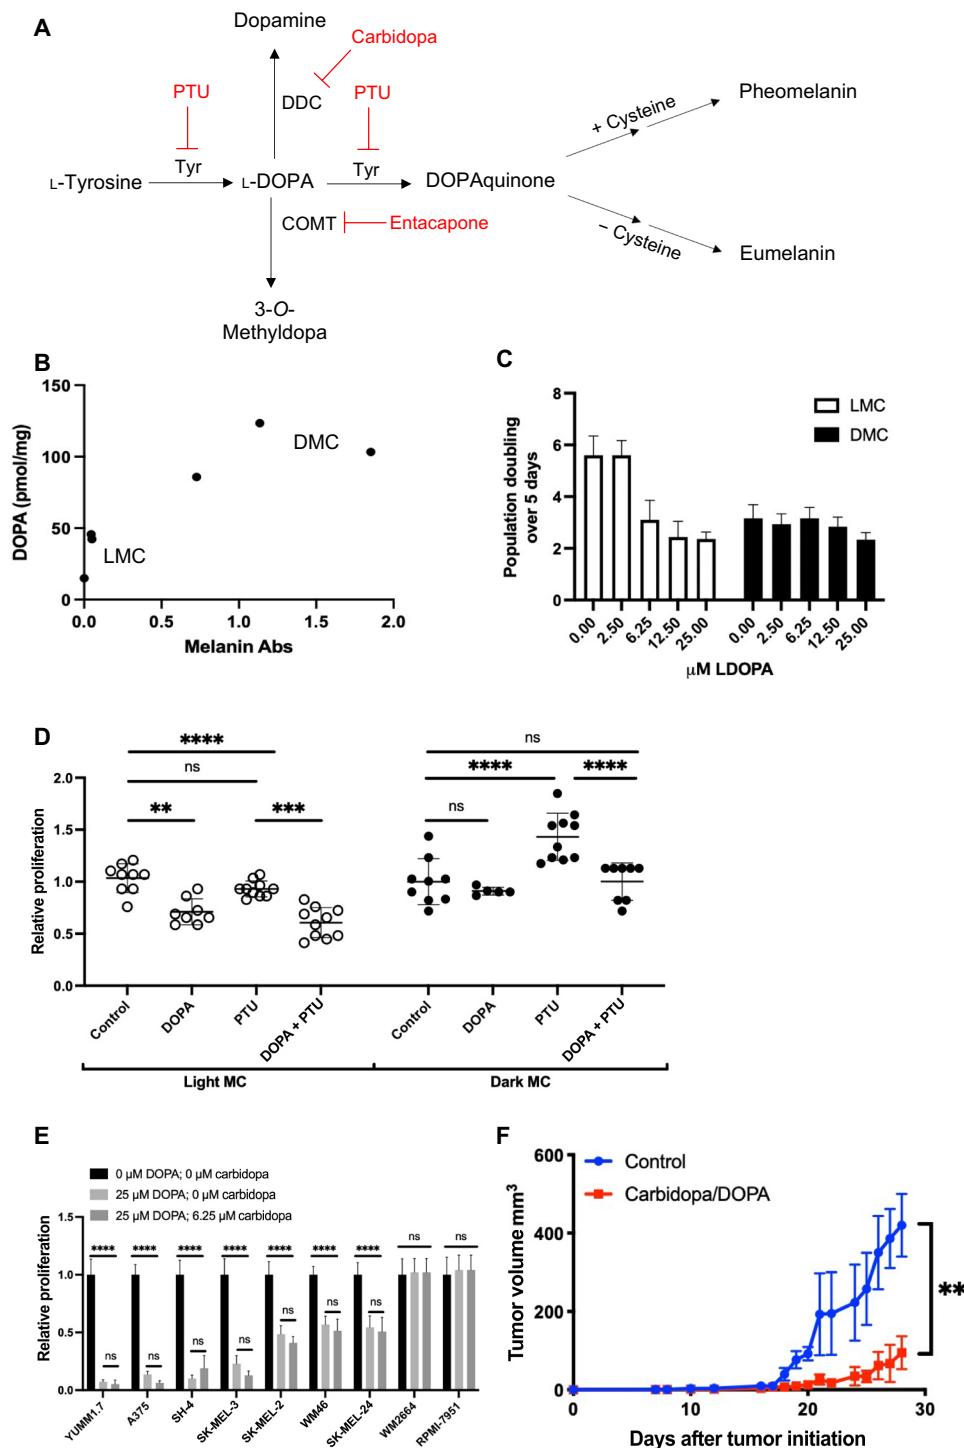 A
Dopamine
Carbidopa
PTU
PTU
DDC
Pheomelanin
+ Cysteine
Tyr
Tyr
L-Tyrosine
L-DOPA
DOPAquinone
COMT
Entacapone
− Cysteine
Eumelanin
3-O-
Methyldopa
B
150
100
50
0
DOPA (pmol/mg)
DMC
LMC
0.0 0.5 1.0 1.5 2.0
Melanin Abs
C
8
6
4
2
0
Population doubling
over 5 days
LMC
DMC
0.00 2.50 6.25 12.50 25.00 0.00 2.50 6.25 12.50 25.00
μM LDOPA
D
**** ns
ns ****  ****
** *** ns
2.0
1.5
1.0
0.5
0.0
Relative proliferation
Control DOPA PTU DOPA + PTU Control DOPA PTU DOPA + PTU
Light MC Dark MC
E
0 μM DOPA; 0 μM carbidopa
25 μM DOPA; 0 μM carbidopa
25 μM DOPA; 6.25 μM carbidopa
1.5
1.0
0.5
0.0
Relative proliferation
**** **** **** **** **** **** **** ns ns
ns ns ns ns ns ns ns
YUMM1.7 A375 SH-4 SK-MEL-3 SK-MEL-2 WM46 SK-MEL-24 WM2664 RPMI-7951
F
600
400
200
0
Tumor volume mm3
Control
Carbidopa/DOPA
**
0 10 20 30
Days after tumor initiation